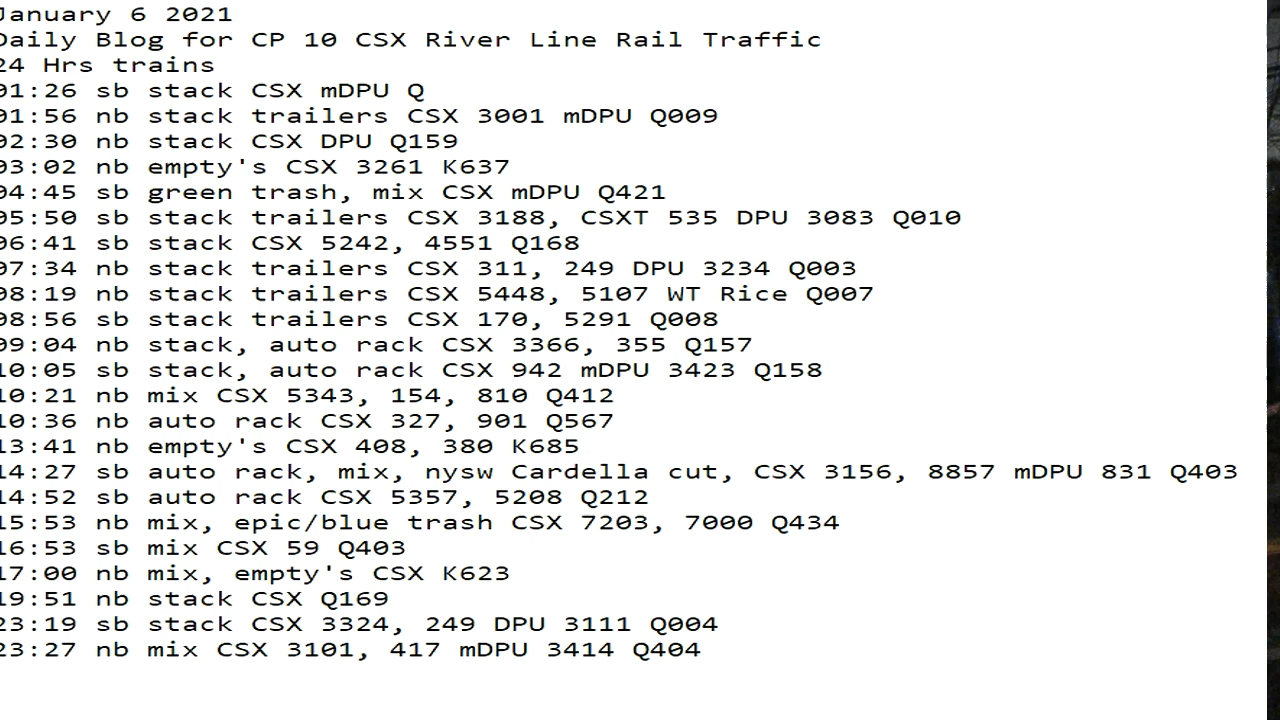 January 6 2021
Daily Blog for CP 10 CSX River Line Rail Traffic
24 Hrs trains
01:26 sb stack CSX mDPU Q
01:56 nb stack trailers CSX 3001 mDPU Q009
02:30 nb stack CSX DPU Q159
03:02 nb empty's CSX 3261 K637
04:45 sb green trash, mix CSX mDPU Q421
05:50 sb stack trailers CSX 3188, CSXT 535 DPU 3083 Q010
06:41 sb stack CSX 5242, 4551 Q168
07:34 nb stack trailers CSX 311, 249 DPU 3234 Q003
08:19 nb stack trailers CSX 5448, 5107 WT Rice Q007
08:56 sb stack trailers CSX 170, 5291 Q008
09:04 nb stack, auto rack CSX 3366, 355 Q157
10:05 sb stack, auto rack CSX 942 mDPU 3423 Q158
10:21 nb mix CSX 5343, 154, 810 Q412
10:36 nb auto rack CSX 327, 901 Q567
13:41 nb empty's CSX 408, 380 K685
14:27 sb auto rack, mix, nysw Cardella cut, CSX 3156, 8857 mDPU 831 Q403
14:52 sb auto rack CSX 5357, 5208 Q212
15:53 nb mix, epic/blue trash CSX 7203, 7000 Q434
16:53 sb mix CSX 59 Q403
17:00 nb mix, empty's CSX K623
19:51 nb stack CSX Q169
23:19 sb stack CSX 3324, 249 DPU 3111 Q004
23:27 nb mix CSX 3101, 417 mDPU 3414 Q404